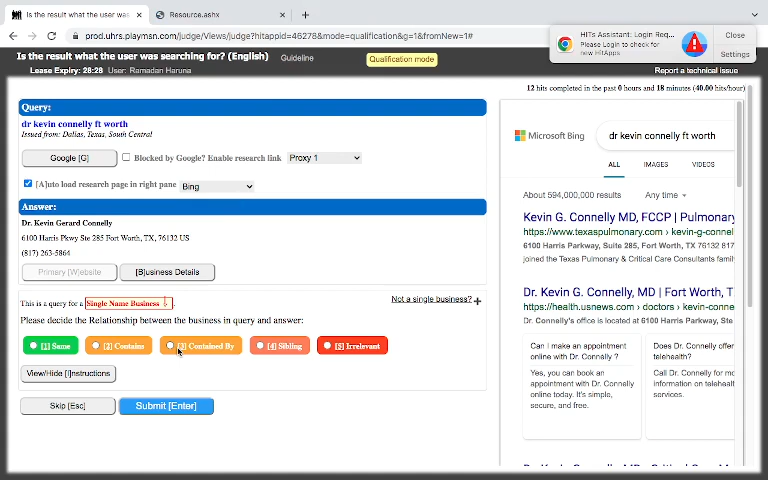 Is the result what the user was
Resource.ashx
prod.uhrs.playmsn.com/judge/Views/judge?hitappid=46278&mode=qualification&g=1&fromNew=1#
HITs Assistant: Login Req...
Please Login to check for
new HitApps
Close
Settings
Is the result what the user was searching for? (English)
Guideline
Qualification mode
Lease Expiry: 28:28 User: Ramadan Haruna
Report a technical issue
12 hits completed in the past 0 hours and 18 minutes (40.00 hits/hour)
Query:
dr kevin connelly ft worth
Issued from: Dallas, Texas, South Central
Google [G]
Blocked by Google? Enable research link
Proxy 1
[A]uto load research page in right pane
Bing
Answer:
Dr. Kevin Gerard Connelly
6100 Harris Pkwy Ste 285 Fort Worth, TX, 76132 US
(817) 263-5864
Primary [W]ebsite
[B]usiness Details
This is a query for a Single Name Business .
Not a single business?
Please decide the Relationship between the business in query and answer:
[1] Same
[2] Contains
[3] Contained By
[4] Sibling
[5] Irrelevant
View/Hide [I]nstructions
Skip [Esc]
Submit [Enter]
Microsoft Bing
dr kevin connelly ft worth
ALL
IMAGES
VIDEOS
About 594,000,000 results
Any time
Kevin G. Connelly MD, FCCP | Pulmonary
https://www.texaspulmonary.com › kevin-g-connel
6100 Harris Parkway, Suite 285, Fort Worth, TX 76132 817
joined the Texas Pulmonary & Critical Care Consultants famil
Dr. Kevin G. Connelly, MD | Fort Worth, T
https://health.usnews.com › doctors › kevin-conne
Dr. Connelly's office is located at 6100 Harris Parkway, Ste
Can I make an appointment
online with Dr. Connelly ?
Yes, you can book an
appointment with Dr. Connelly
online today. It's simple,
secure, and free.
Does Dr. Connelly offer
telehealth?
Call Dr. Connelly for mo
information on telehealt
services.